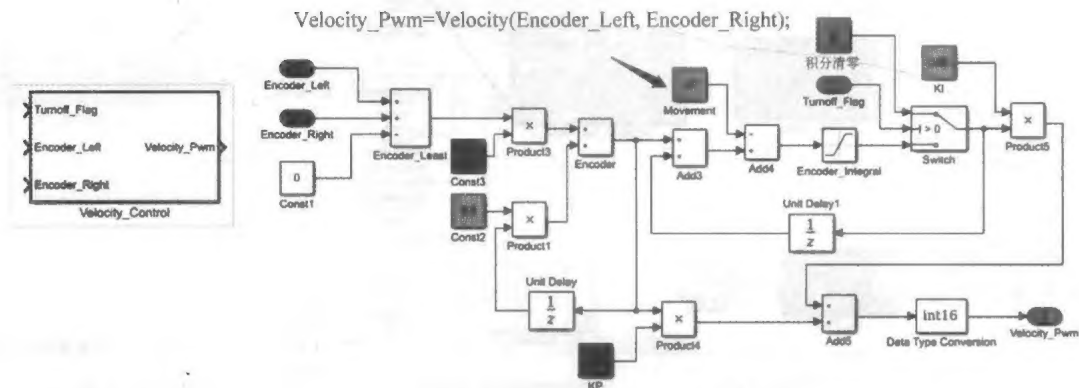 Velocity_Pwm=Velocity(Encoder_Left, Encoder_Right);
Turnoff_Flag
Encoder_Left
Velocity_Pwm
Encoder_Right
Velocity_Control
Encoder_Left
Encoder_Right
0
Const1
Encoder_Least
Const3
×
Product3
Const2
×
Product1
Encoder
Movement
Add3
Add4
Encoder_Integral
积分清零
Turnoff_Flag
KI
> 0
Switch
×
Product5
Unit Delay1
1
z
Unit Delay
1
z
KP
×
Product4
Add5
int16
Data Type Conversion
Velocity_Pwm